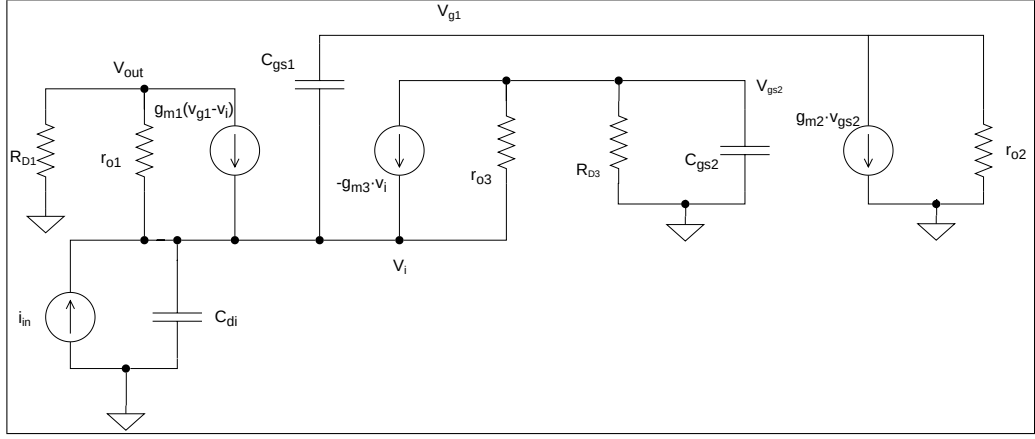 Vg1
Cgs1
Vout
Vgs2
gm1(vg1-vi)
gm2·vgs2
RD1
ro1
ro3
RD3
Cgs2
ro2
-gm3·vi
Vi
iin
Cdi